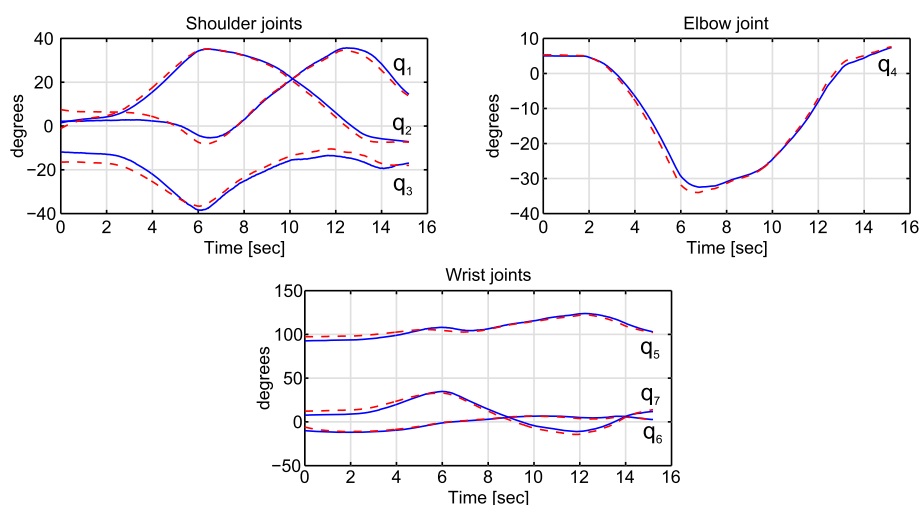 Shoulder joints
40
20
0
−20
−40
degrees
q1
q2
q3
0 2 4 6 8 10 12 14 16
Time [sec]
Elbow joint
10
0
−10
−20
−30
−40
degrees
q4
0 2 4 6 8 10 12 14 16
Time [sec]
Wrist joints
150
100
50
0
−50
degrees
q5
q7
q6
0 2 4 6 8 10 12 14 16
Time [sec]